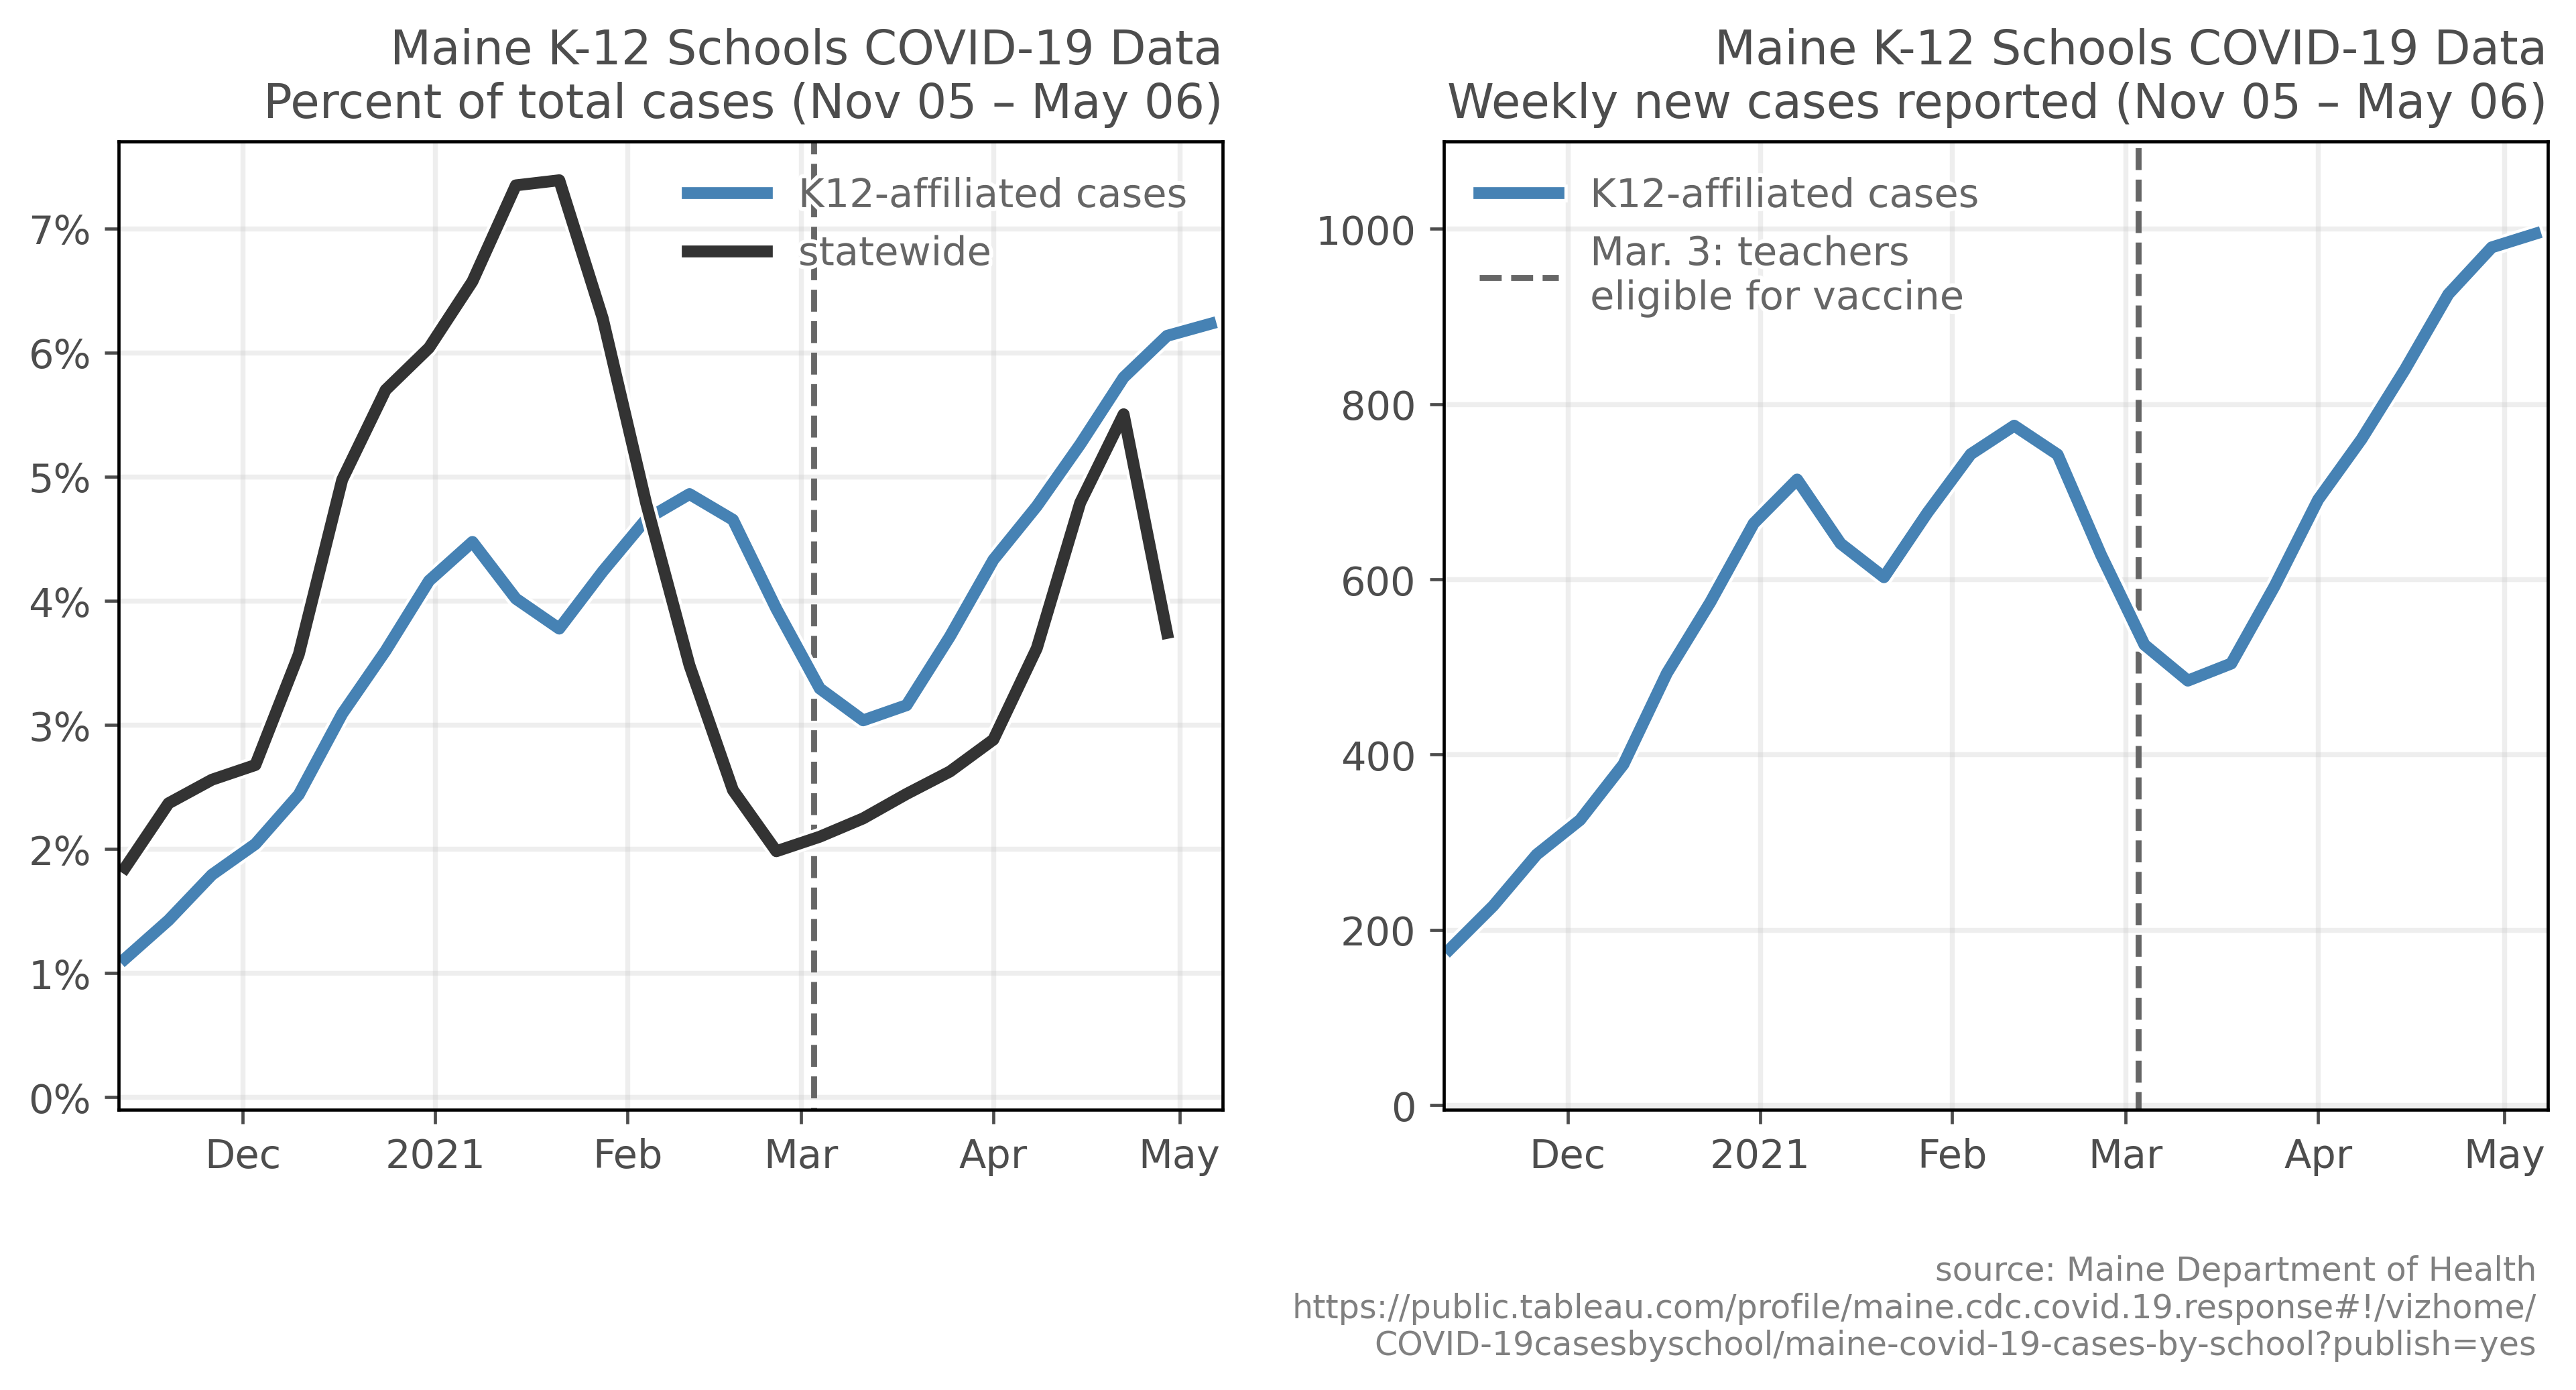 Maine K-12 Schools COVID-19 Data
Percent of total cases (Nov 05 – May 06)
K12-affiliated cases
statewide
7%
6%
5%
4%
3%
2%
1%
0%
Dec
2021
Feb
Mar
Apr
May
Maine K-12 Schools COVID-19 Data
Weekly new cases reported (Nov 05 – May 06)
K12-affiliated cases
Mar. 3: teachers
eligible for vaccine
1000
800
600
400
200
0
Dec
2021
Feb
Mar
Apr
May
source: Maine Department of Health
https://public.tableau.com/profile/maine.cdc.covid.19.response#!/vizhome/
COVID-19casesbyschool/maine-covid-19-cases-by-school?publish=yes